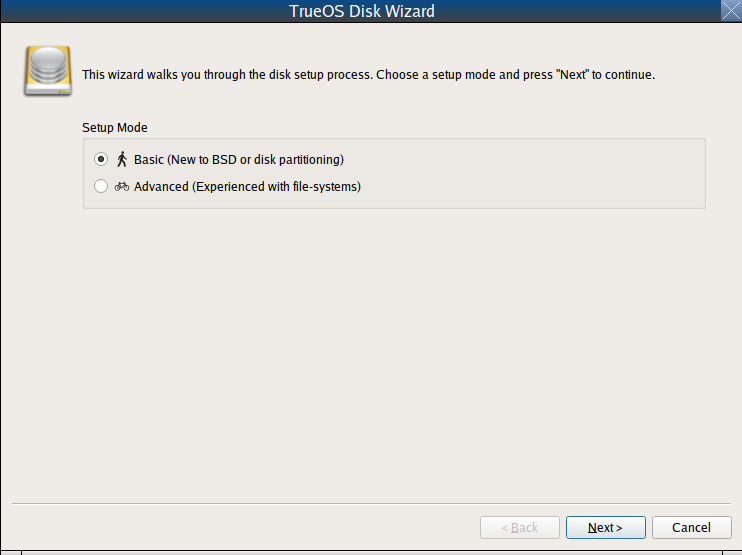 TrueOS Disk Wizard
This wizard walks you through the disk setup process. Choose a setup mode and press "Next" to continue.
Setup Mode
Basic (New to BSD or disk partitioning)
Advanced (Experienced with file-systems)
< Back
Next >
Cancel